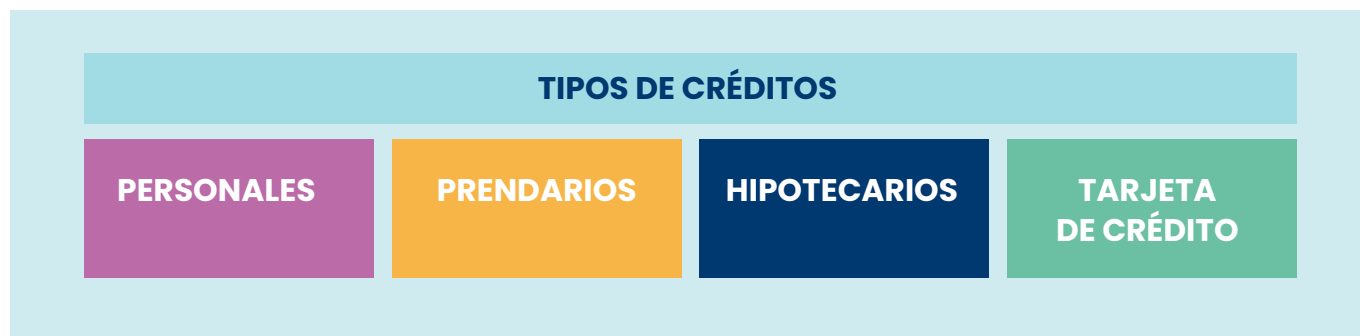 TIPOS DE CRÉDITOS
PERSONALES
PRENDARIOS
HIPOTECARIOS
TARJETA
DE CRÉDITO